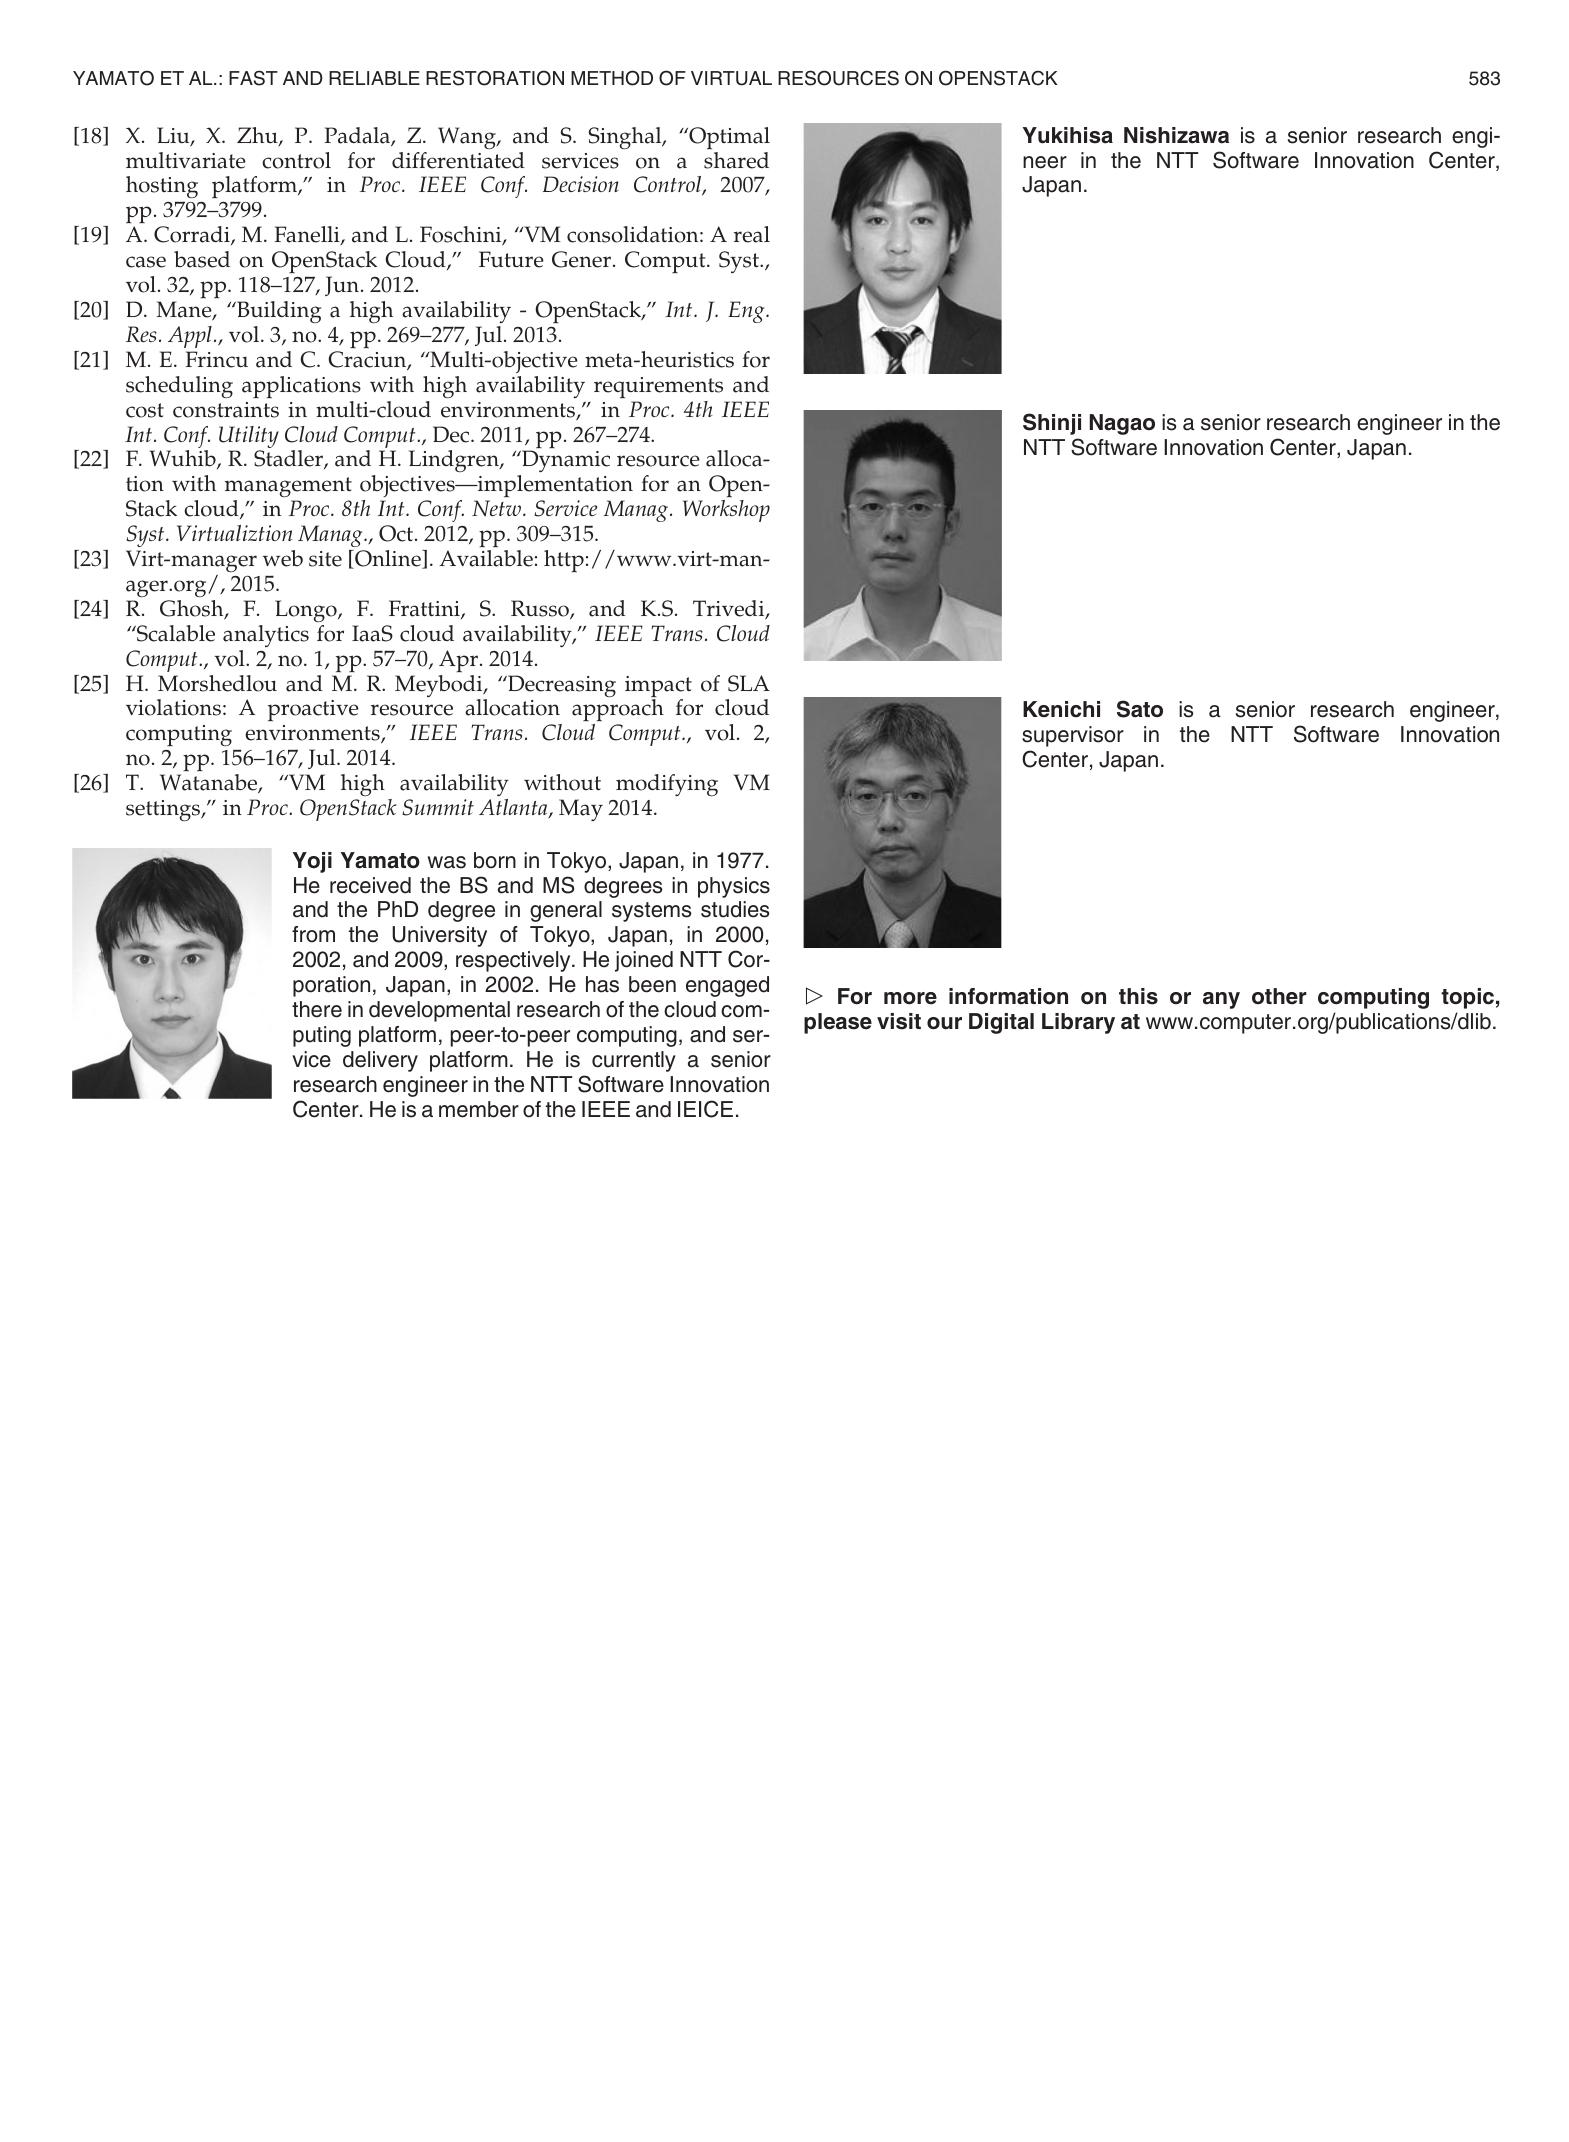 YAMATO ET AL.: FAST AND RELIABLE RESTORATION METHOD OF VIRTUAL RESOURCES ON OPENSTACK 583
[18] X. Liu, X. Zhu, P. Padala, Z. Wang, and S. Singhal, “Optimal
multivariate control for differentiated services on a shared
hosting platform,” in Proc. IEEE Conf. Decision Control, 2007,
pp. 3792–3799.
[19] A. Corradi, M. Fanelli, and L. Foschini, “VM consolidation: A real
case based on OpenStack Cloud,” Future Gener. Comput. Syst.,
vol. 32, pp. 118–127, Jun. 2012.
[20] D. Mane, “Building a high availability - OpenStack,” Int. J. Eng.
Res. Appl., vol. 3, no. 4, pp. 269–277, Jul. 2013.
[21] M. E. Frincu and C. Craciun, “Multi-objective meta-heuristics for
scheduling applications with high availability requirements and
cost constraints in multi-cloud environments,” in Proc. 4th IEEE
Int. Conf. Utility Cloud Comput., Dec. 2011, pp. 267–274.
[22] F. Wuhib, R. Stadler, and H. Lindgren, “Dynamic resource alloca-
tion with management objectives—implementation for an Open-
Stack cloud,” in Proc. 8th Int. Conf. Netw. Service Manag. Workshop
Syst. Virtualiztion Manag., Oct. 2012, pp. 309–315.
[23] Virt-manager web site [Online]. Available: http://www.virt-man-
ager.org/, 2015.
[24] R. Ghosh, F. Longo, F. Frattini, S. Russo, and K.S. Trivedi,
“Scalable analytics for IaaS cloud availability,” IEEE Trans. Cloud
Comput., vol. 2, no. 1, pp. 57–70, Apr. 2014.
[25] H. Morshedlou and M. R. Meybodi, “Decreasing impact of SLA
violations: A proactive resource allocation approach for cloud
computing environments,” IEEE Trans. Cloud Comput., vol. 2,
no. 2, pp. 156–167, Jul. 2014.
[26] T. Watanabe, “VM high availability without modifying VM
settings,” in Proc. OpenStack Summit Atlanta, May 2014.
Yoji Yamato was born in Tokyo, Japan, in 1977.
He received the BS and MS degrees in physics
and the PhD degree in general systems studies
from the University of Tokyo, Japan, in 2000,
2002, and 2009, respectively. He joined NTT Cor-
poration, Japan, in 2002. He has been engaged
there in developmental research of the cloud com-
puting platform, peer-to-peer computing, and ser-
vice delivery platform. He is currently a senior
research engineer in the NTT Software Innovation
Center. He is a member of the IEEE and IEICE.
Yukihisa Nishizawa is a senior research engi-
neer in the NTT Software Innovation Center,
Japan.
Shinji Nagao is a senior research engineer in the
NTT Software Innovation Center, Japan.
Kenichi Sato is a senior research engineer,
supervisor in the NTT Software Innovation
Center, Japan.
▷ For more information on this or any other computing topic,
please visit our Digital Library at www.computer.org/publications/dlib.